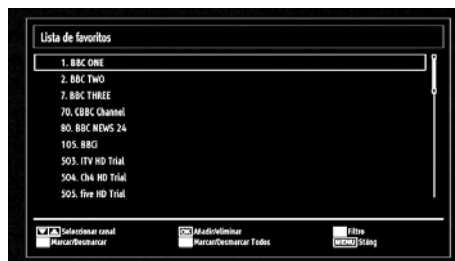 Lista de favoritos
1. BBC ONE
2. BBC TWO
7. BBC THREE
70. CBBC Channel
80. BBC NEWS 24
105. BBCi
503. ITV HD Trial
504. Ch4 HD Trial
505. five HD Trial
Seleccionar canal OK Añadir/eliminar Filtro
Marcar/Desmarcar Marcar/Desmarcar Todos MENU Stäng